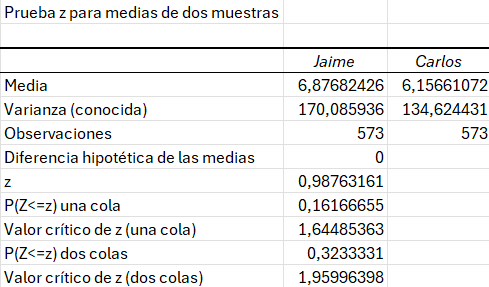 Prueba z para medias de dos muestras
Jaime Carlos
Media 6,87682426 6,15661072
Varianza (conocida) 170,085936 134,624431
Observaciones 573 573
Diferencia hipotética de las medias 0
z 0,98763161
P(Z<=z) una cola 0,16166655
Valor crítico de z (una cola) 1,64485363
P(Z<=z) dos colas 0,3233331
Valor crítico de z (dos colas) 1,95996398